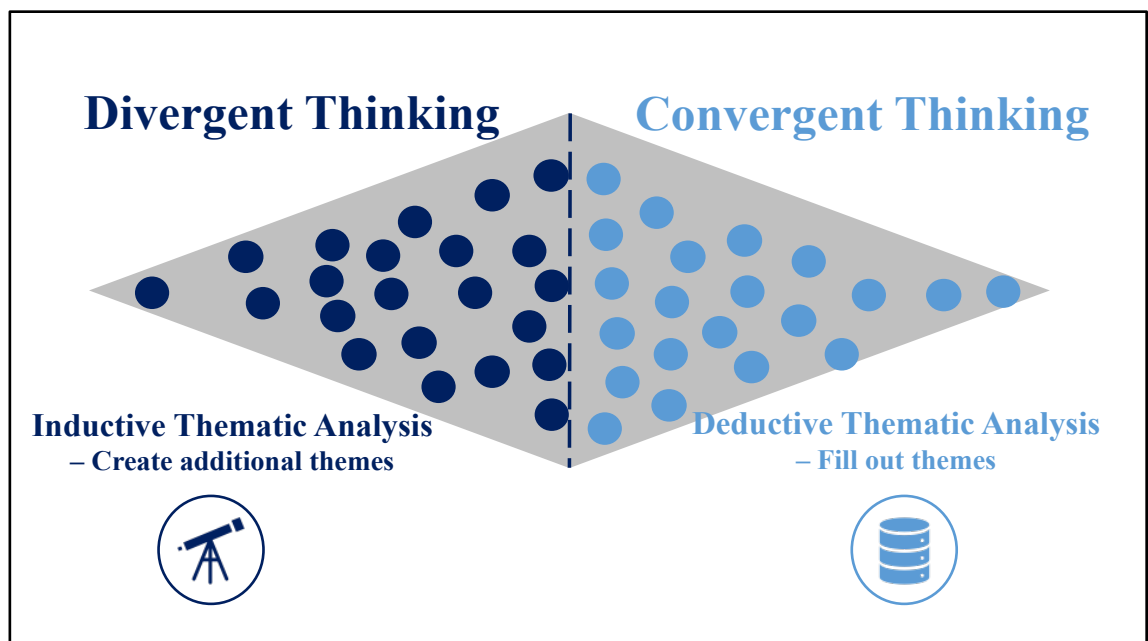 Divergent Thinking
Convergent Thinking
Inductive Thematic Analysis
– Create additional themes
Deductive Thematic Analysis
– Fill out themes